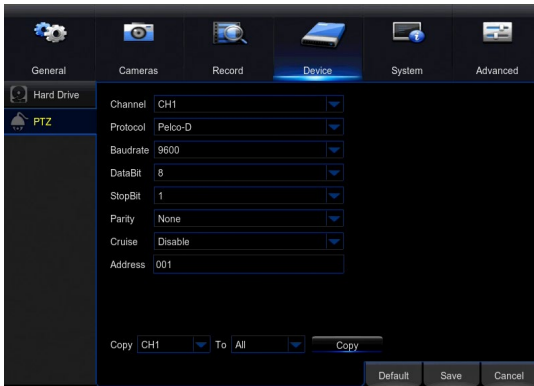 General Cameras Record Device System Advanced
Hard Drive
PTZ
Channel CH1
Protocol Pelco-D
Baudrate 9600
DataBit 8
StopBit 1
Parity None
Cruise Disable
Address 001
Copy CH1 To All Copy
Default Save Cancel